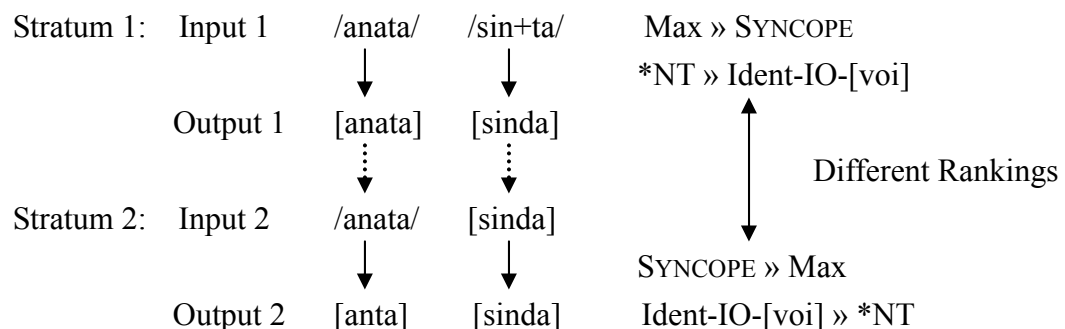 Stratum 1: Input 1 /anata/ /sin+ta/ Max » SYNCOPE
*NT » Ident-IO-[voi]
Output 1 [anata] [sinda]
Different Rankings
Stratum 2: Input 2 /anata/ [sinda]
SYNCOPE » Max
Output 2 [anta] [sinda] Ident-IO-[voi] » *NT